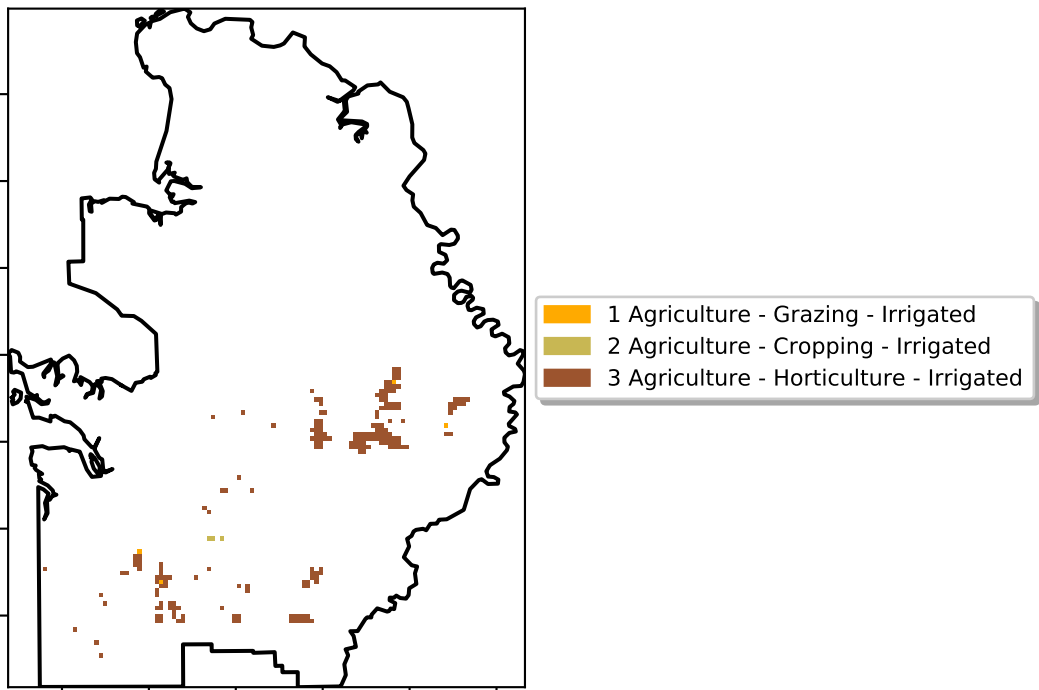 1 Agriculture - Grazing - Irrigated
2 Agriculture - Cropping - Irrigated
3 Agriculture - Horticulture - Irrigated